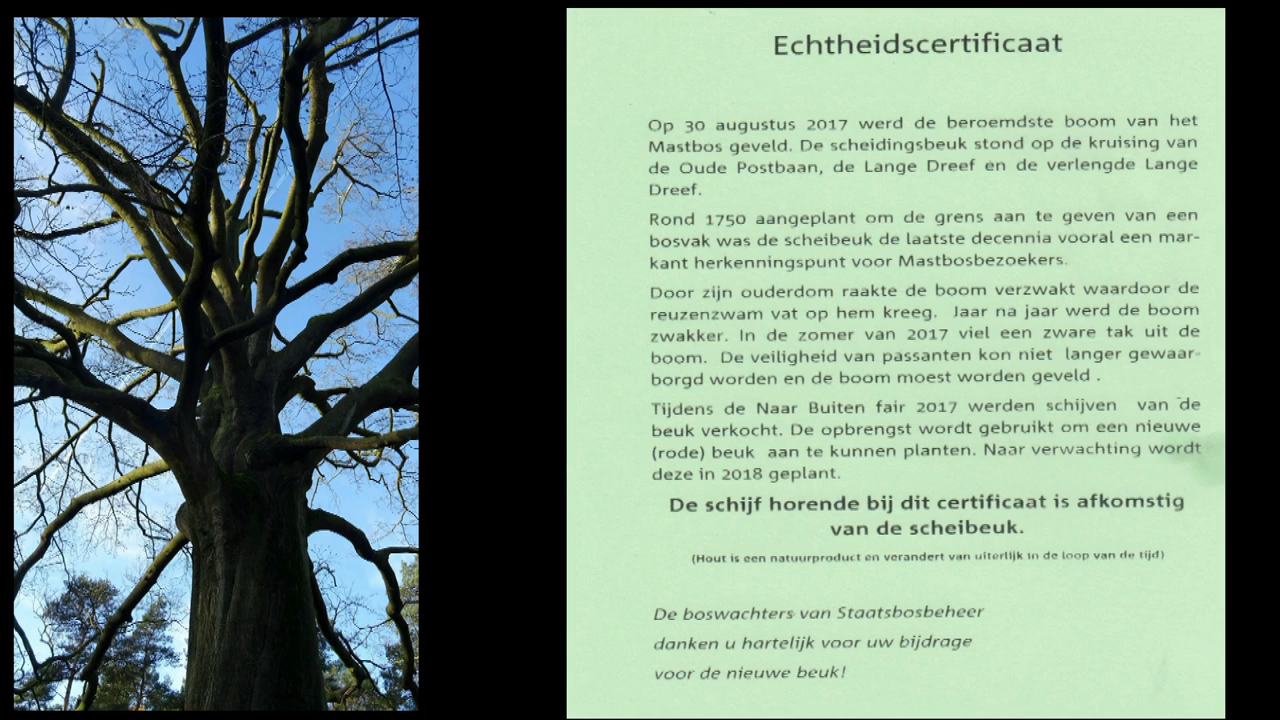 Echtheidscertificaat
Op 30 augustus 2017 werd de beroemdste boom van het
Mastbos geveld. De scheidingsbeuk stond op de kruising van
de Oude Postbaan, de Lange Dreef en de verlengde Lange
Dreef.
Rond 1750 aangeplant om de grens aan te geven van een
bosvak was de scheibeuk de laatste decennia vooral een mar-
kant herkenningspunt voor Mastbosbezoekers.
Door zijn ouderdom raakte de boom verzwakt waardoor de
reuzenzwam vat op hem kreeg. Jaar na jaar werd de boom
zwakker. In de zomer van 2017 viel een zware tak uit de
boom. De veiligheid van passanten kon niet langer gewaar-
borgd worden en de boom moest worden geveld .
Tijdens de Naar Buiten fair 2017 werden schijven van de
beuk verkocht. De opbrengst wordt gebruikt om een nieuwe
(rode) beuk aan te kunnen planten. Naar verwachting wordt
deze in 2018 geplant.
De schijf horende bij dit certificaat is afkomstig
van de scheibeuk.
(Hout is een natuurproduct en verandert van uiterlijk in de loop van de tijd)
De boswachters van Staatsbosbeheer
danken u hartelijk voor uw bijdrage
voor de nieuwe beuk!